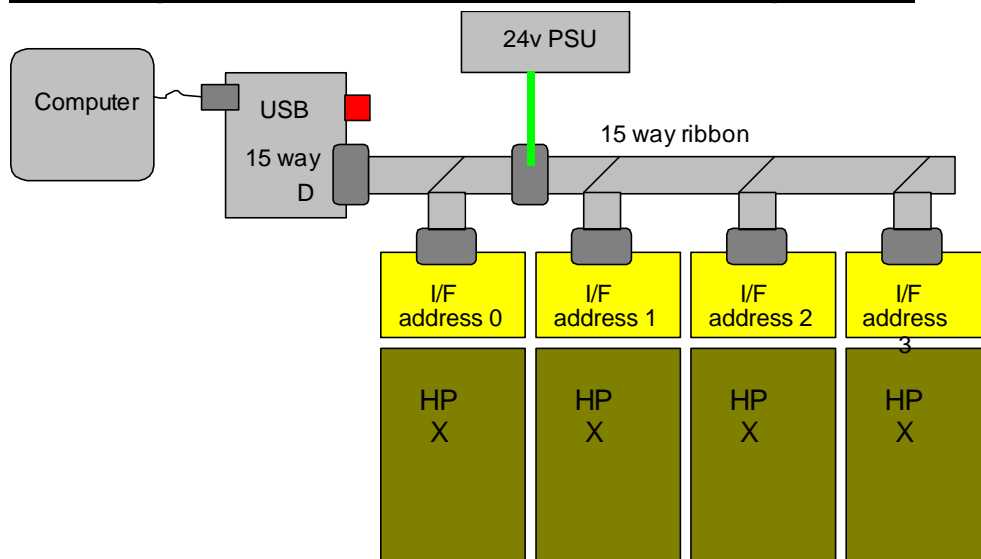 24v PSU
Computer
USB
15 way ribbon
15 way
D
I/F
address 0
I/F
address 1
I/F
address 2
I/F
address
3
HP
X
HP
X
HP
X
HP
X